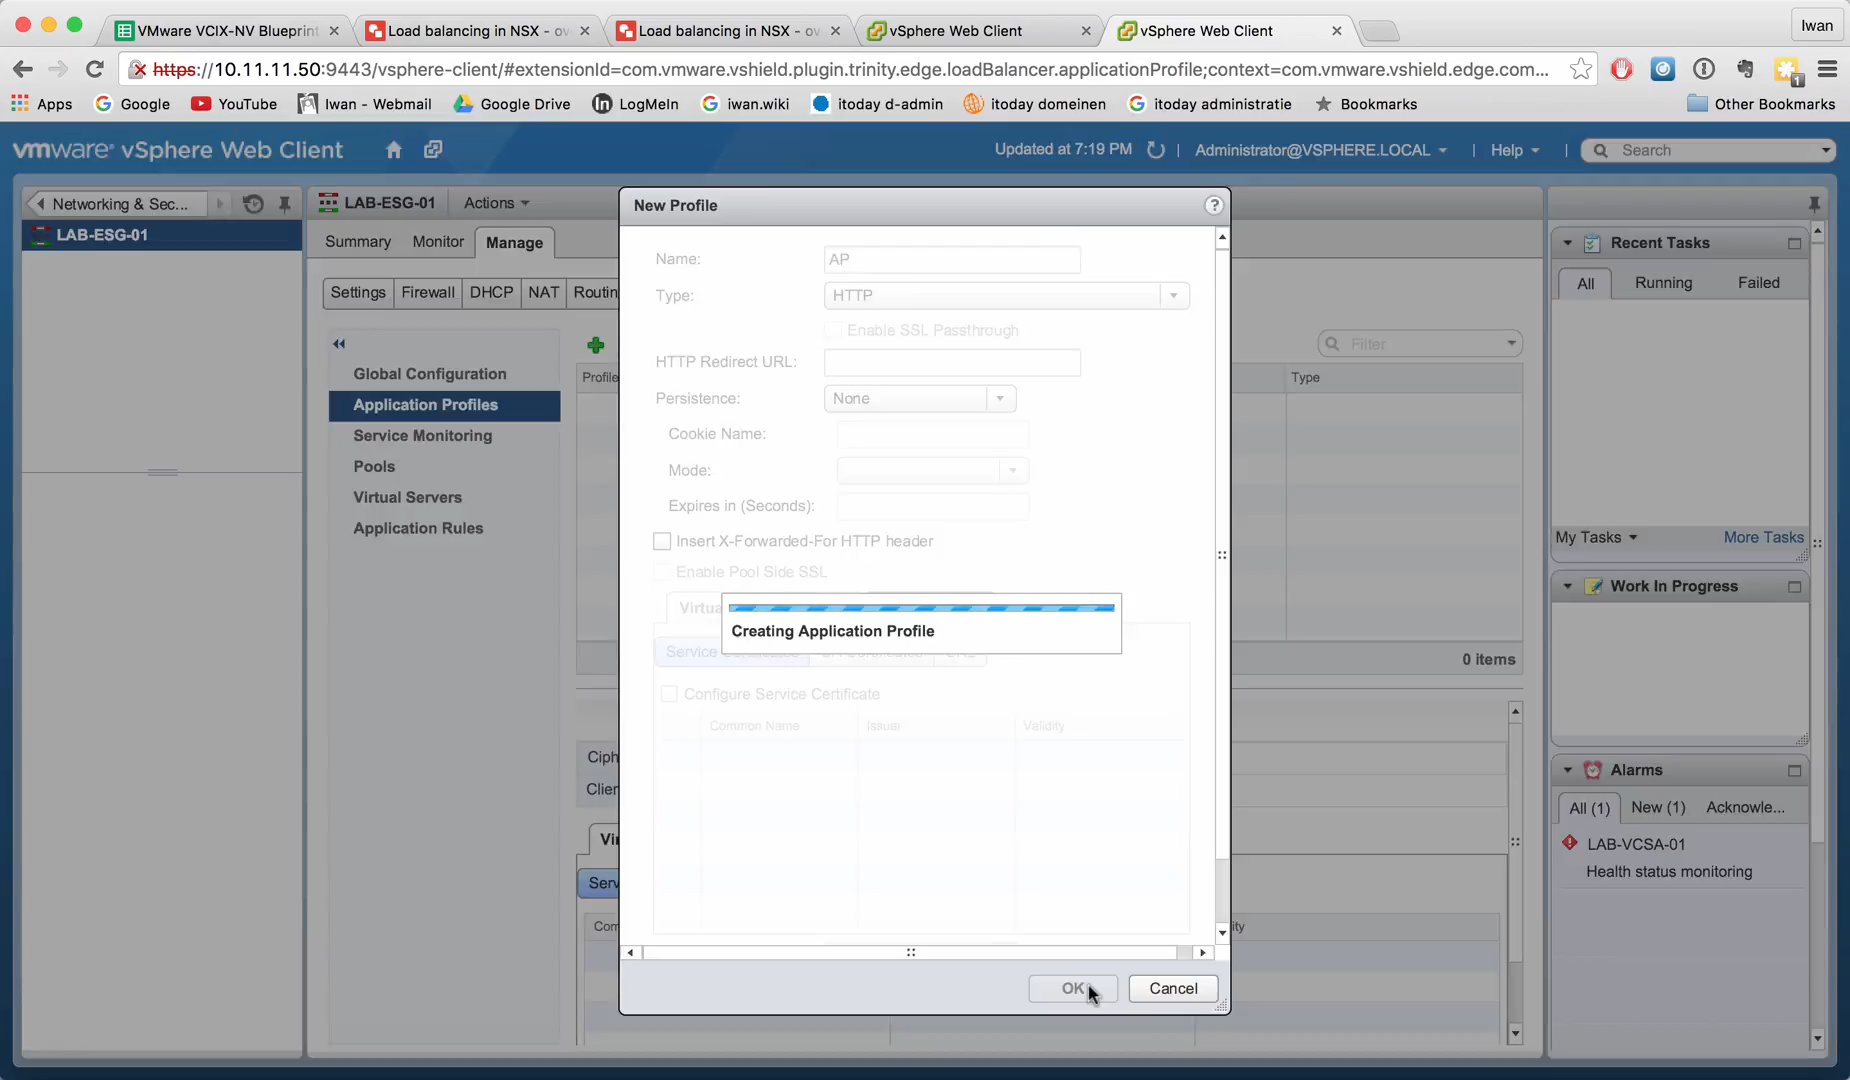 VMware VCIX-NV Blueprint
Load balancing in NSX - ov
Load balancing in NSX - ov
vSphere Web Client
vSphere Web Client
Iwan
https://10.11.11.50:9443/vsphere-client/#extensionId=com.vmware.vshield.plugin.trinity.edge.loadBalancer.applicationProfile;context=com.vmware.vshield.edge.com...
1
Apps
Google
YouTube
Iwan - Webmail
Google Drive
LogMeIn
iwan.wiki
itoday d-admin
itoday domeinen
itoday administratie
Bookmarks
Other Bookmarks
vmware® vSphere Web Client
Updated at 7:19 PM
Administrator@VSPHERE.LOCAL
Help
Search
Networking & Sec...
LAB-ESG-01
LAB-ESG-01
Actions
Summary
Monitor
Manage
Settings
Firewall
DHCP
NAT
Routin
Global Configuration
Application Profiles
Service Monitoring
Pools
Virtual Servers
Application Rules
Filter
Profile
Type
0 items
Ciph
Clien
Vir
Serv
Com
ity
New Profile
?
Name:
AP
Type:
HTTP
Enable SSL Passthrough
HTTP Redirect URL:
Persistence:
None
Cookie Name:
Mode:
Expires in (Seconds):
Insert X-Forwarded-For HTTP header
Enable Pool Side SSL
Virtua
Creating Application Profile
Service
Configure Service Certificate
Common Name
Issuer
Validity
OK
Cancel
Recent Tasks
All
Running
Failed
My Tasks
More Tasks
Work In Progress
Alarms
All (1)
New (1)
Acknowle...
LAB-VCSA-01
Health status monitoring